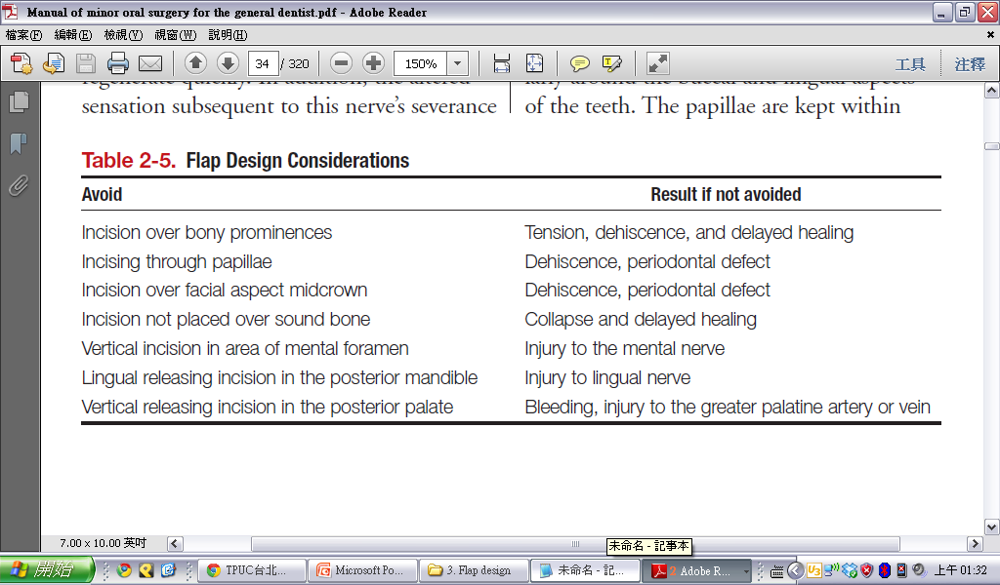 Manual of minor oral surgery for the general dentist.pdf - Adobe Reader
檔案(F) 編輯(E) 檢視(V) 視窗(W) 說明(H)
34 / 320 150% 工具 注釋
sensation subsequent to this nerve's severance
of the teeth. The papillae are kept within
Table 2-5. Flap Design Considerations
Avoid Result if not avoided
Incision over bony prominences Tension, dehiscence, and delayed healing
Incising through papillae Dehiscence, periodontal defect
Incision over facial aspect midcrown Dehiscence, periodontal defect
Incision not placed over sound bone Collapse and delayed healing
Vertical incision in area of mental foramen Injury to the mental nerve
Lingual releasing incision in the posterior mandible Injury to lingual nerve
Vertical releasing incision in the posterior palate Bleeding, injury to the greater palatine artery or vein
7.00 x 10.00 英吋
未命名 - 記事本
開始 TPUC台北... Microsoft Po... 3. Flap design 未命名 - 記... Adobe R... 上午 01:32